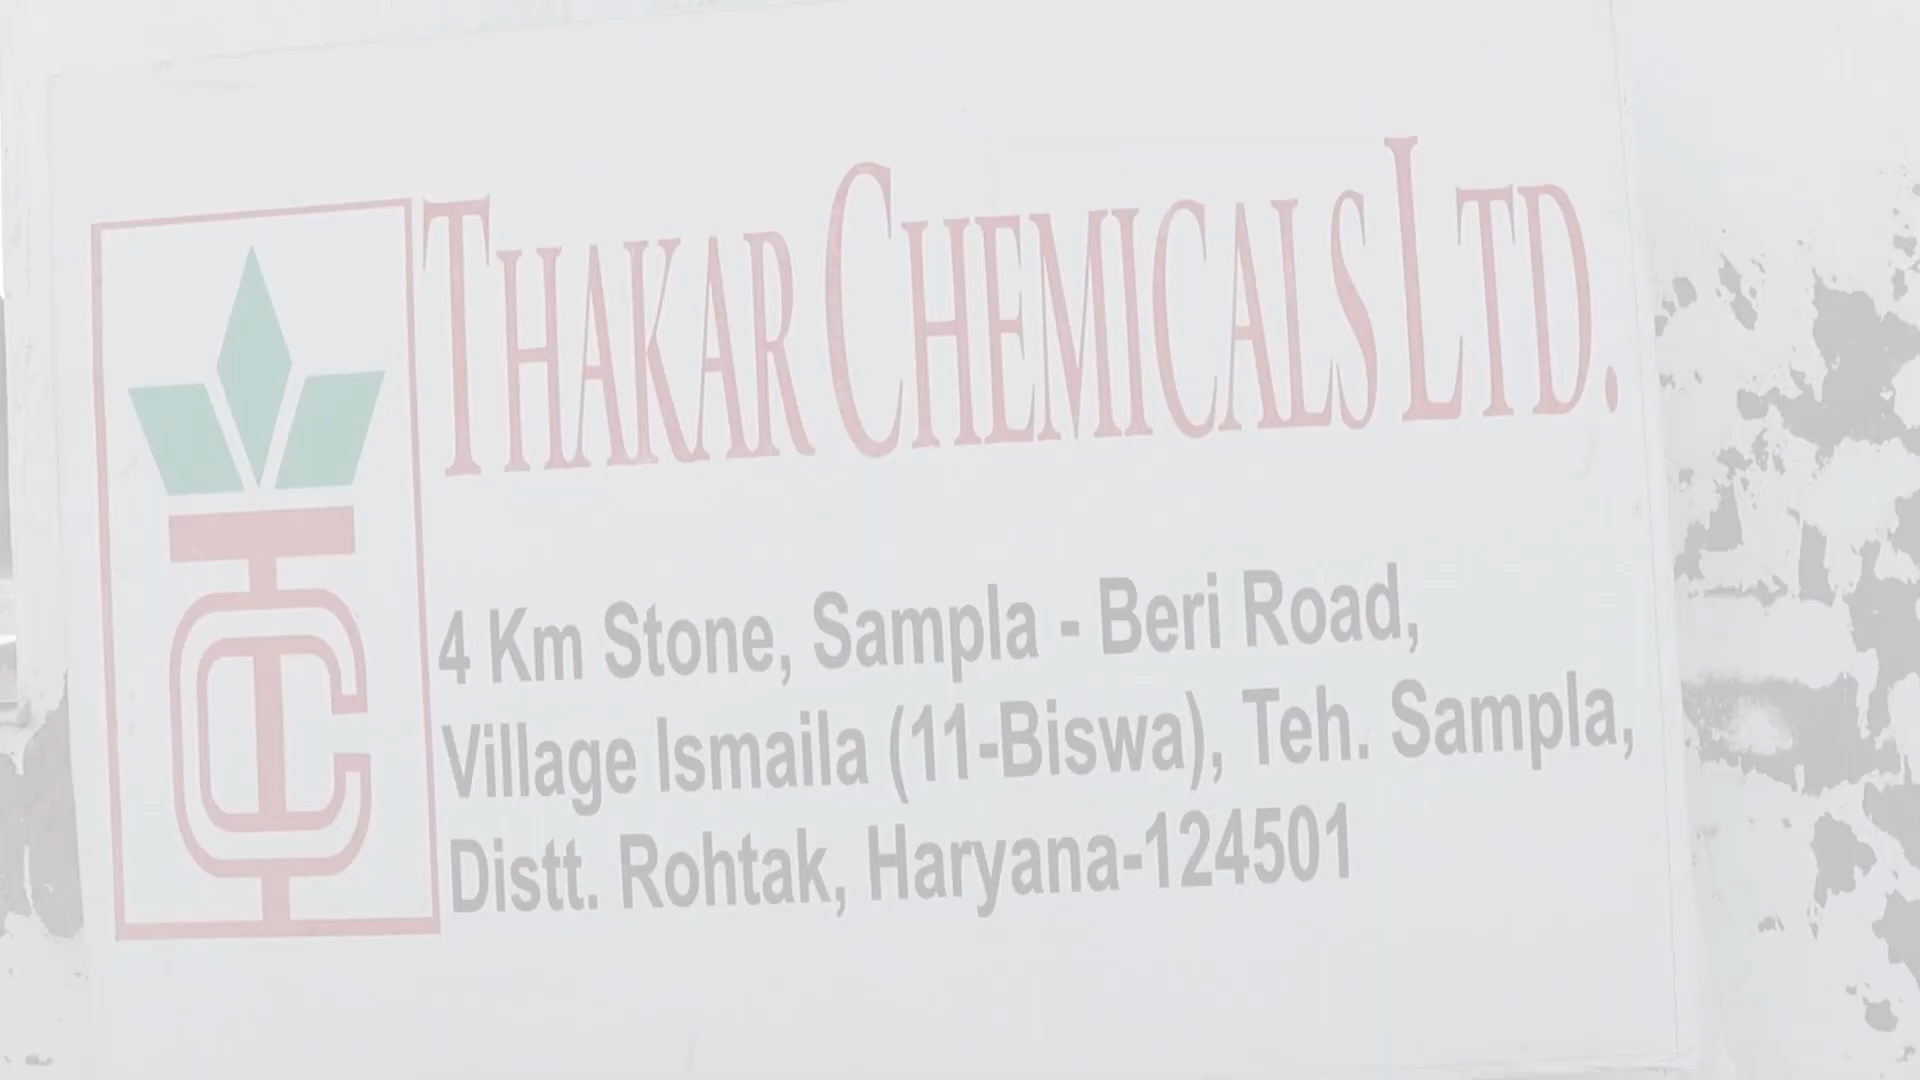 THAKAR CHEMICALS LTD.
4 Km Stone, Sampla - Beri Road,
Village Ismaila (11-Biswa), Teh. Sampla,
Distt. Rohtak, Haryana-124501